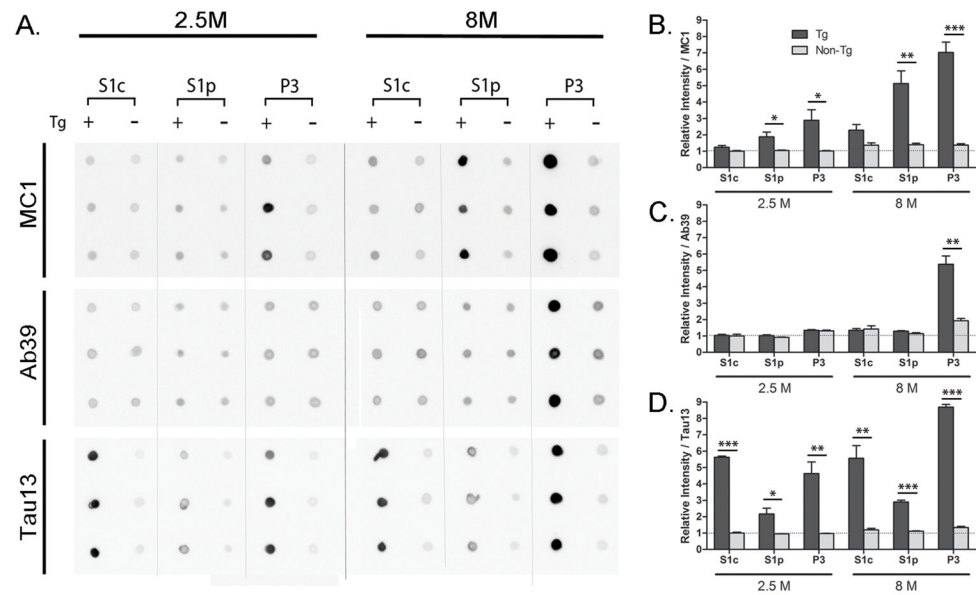 A.
2.5M 8M
S1c S1p P3 S1c S1p P3
Tg + − + − + − + − + − + −
MC1
Ab39
Tau13
B.
Relative Intensity / MC1
9
8
7
6
5
4
3
2
1
0
Tg
Non-Tg
* * ** ***
S1c S1p P3 S1c S1p P3
2.5 M 8 M
C.
Relative Intensity / Ab39
9
8
7
6
5
4
3
2
1
0
**
S1c S1p P3 S1c S1p P3
2.5 M 8 M
D.
Relative Intensity / Tau13
9
8
7
6
5
4
3
2
1
0
*** * ** ** *** ***
S1c S1p P3 S1c S1p P3
2.5 M 8 M